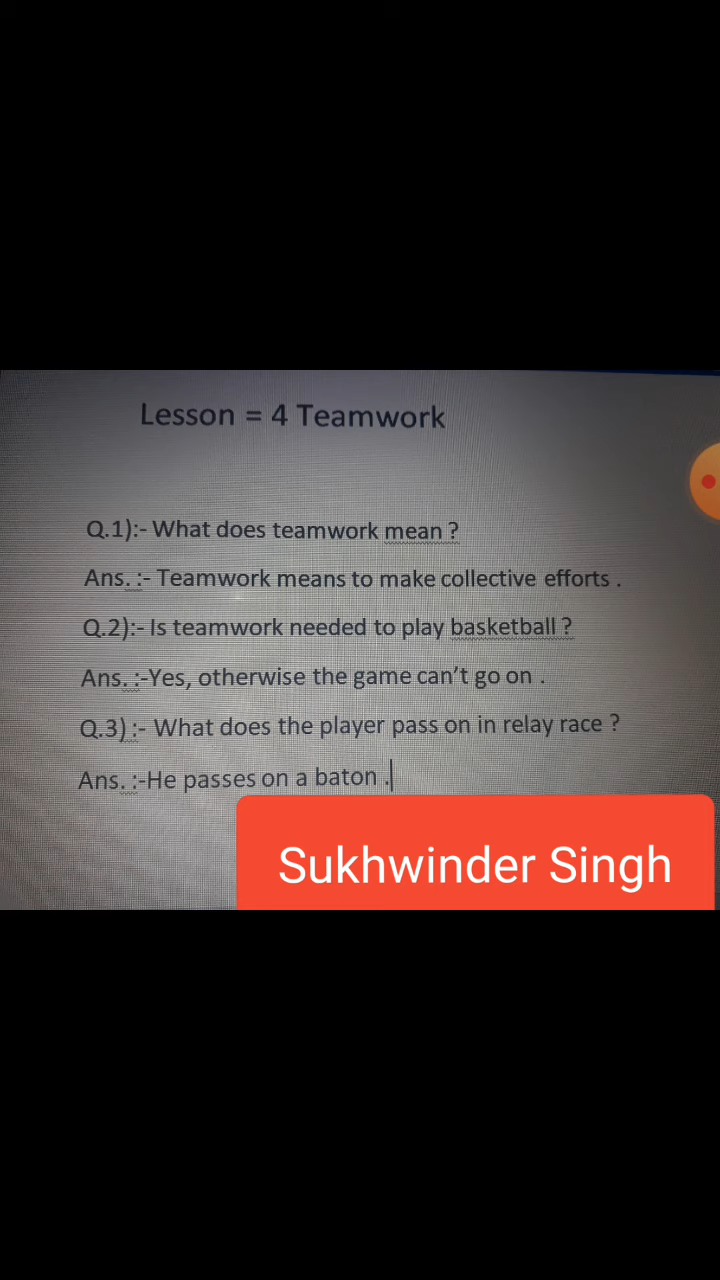 Lesson = 4 Teamwork
Q.1):- What does teamwork mean ?
Ans. :- Teamwork means to make collective efforts .
Q.2):- Is teamwork needed to play basketball ?
Ans. :-Yes, otherwise the game can't go on .
Q.3) :- What does the player pass on in relay race ?
Ans. :-He passes on a baton .
Sukhwinder Singh